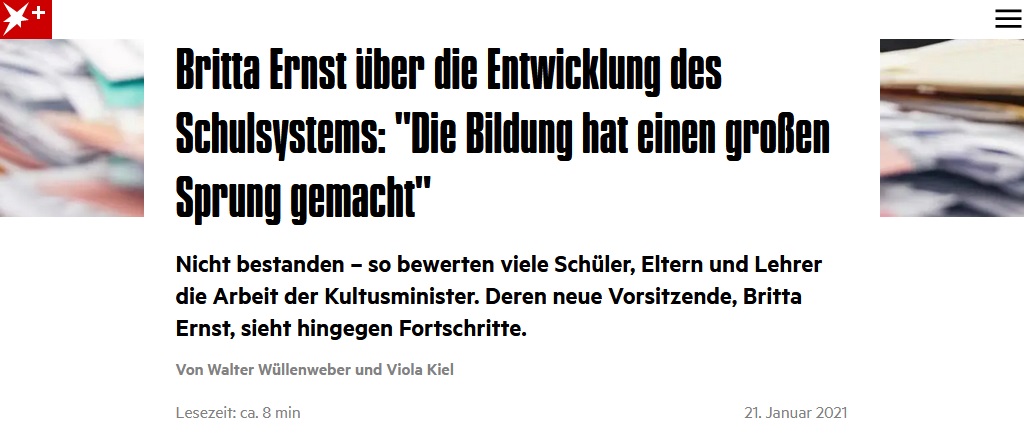 Britta Ernst über die Entwicklung des
Schulsystems: "Die Bildung hat einen großen
Sprung gemacht"
Nicht bestanden – so bewerten viele Schüler, Eltern und Lehrer
die Arbeit der Kultusminister. Deren neue Vorsitzende, Britta
Ernst, sieht hingegen Fortschritte.
Von Walter Wüllenweber und Viola Kiel
Lesezeit: ca. 8 min 21. Januar 2021